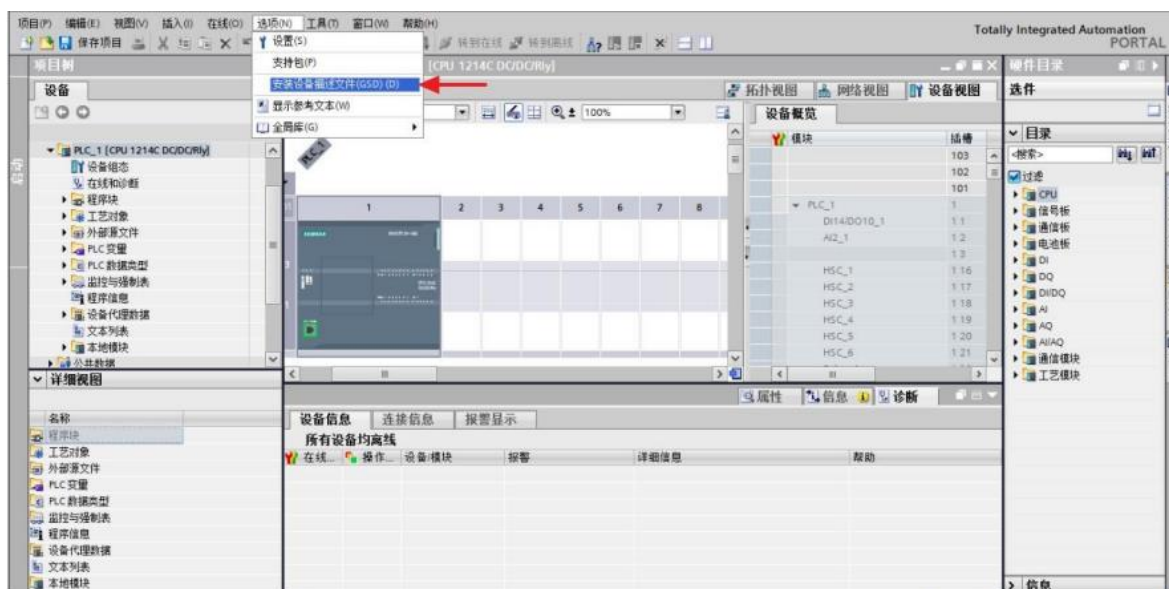 项目(P) 编辑(E) 视图(V) 插入(I) 在线(O) 选项(N) 工具(T) 窗口(W) 帮助(H)
Totally Integrated Automation
PORTAL
保存项目
转到在线 转到离线
设置(S)
支持包(P)
安装设备描述文件(GSD) (D)
显示参考文本(W)
全局库(G)
项目树
设备
PLC_1 [CPU 1214C DC/DC/Rly]
设备组态
在线和诊断
程序块
工艺对象
外部源文件
PLC 变量
PLC 数据类型
监控与强制表
程序信息
设备代理数据
文本列表
本地模块
公共数据
详细视图
名称
程序块
工艺对象
外部源文件
PLC 变量
PLC 数据类型
监控与强制表
程序信息
设备代理数据
文本列表
本地模块
[CPU 1214C DC/DC/Rly]
拓扑视图 网络视图 设备视图
100%
PLC_1
1 2 3 4 5 6 7 8
SIEMENS
设备概览
模块 插槽
103
102
101
PLC_1 1
DI14/DO10_1 1 1
AI2_1 1 2
1 3
HSC_1 1 16
HSC_2 1 17
HSC_3 1 18
HSC_4 1 19
HSC_5 1 20
HSC_6 1 21
属性 信息 诊断
设备信息 连接信息 报警显示
所有设备均离线
在线... 操作... 设备/模块 报警 详细信息 帮助
硬件目录
选件
目录
<搜索>
过滤
CPU
信号板
通信板
电池板
DI
DQ
DI/DQ
AI
AQ
AI/AQ
通信模块
工艺模块
信息